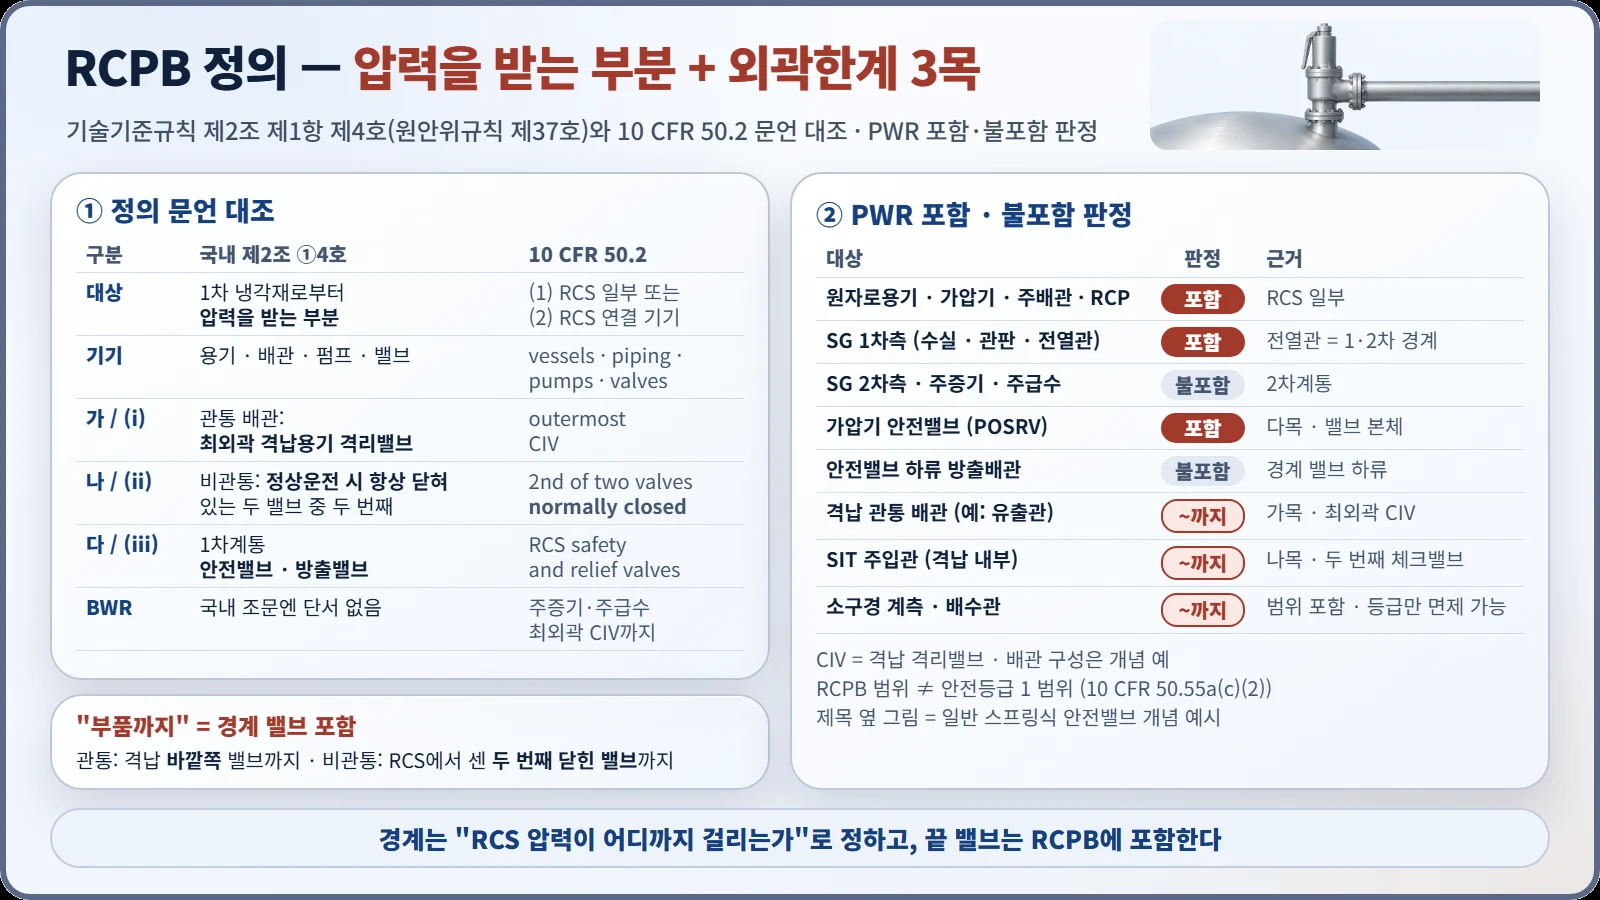 RCPB 정의 — 압력을 받는 부분 + 외곽한계 3목
기술기준규칙 제2조 제1항 제4호(원안위규칙 제37호)와 10 CFR 50.2 문언 대조 · PWR 포함·불포함 판정
① 정의 문언 대조
구분 국내 제2조 ①4호 10 CFR 50.2
대상 1차 냉각재로부터 (1) RCS 일부 또는
압력을 받는 부분 (2) RCS 연결 기기
기기 용기 · 배관 · 펌프 · 밸브 vessels · piping ·
pumps · valves
가 / (i) 관통 배관: outermost
최외곽 격납용기 격리밸브 CIV
나 / (ii) 비관통: 정상운전 시 항상 닫혀 2nd of two valves
있는 두 밸브 중 두 번째 normally closed
다 / (iii) 1차계통 RCS safety
안전밸브 · 방출밸브 and relief valves
BWR 국내 조문엔 단서 없음 주증기·주급수
최외곽 CIV까지
"부품까지" = 경계 밸브 포함
관통: 격납 바깥쪽 밸브까지 · 비관통: RCS에서 센 두 번째 닫힌 밸브까지
② PWR 포함 · 불포함 판정
대상 판정 근거
원자로용기 · 가압기 · 주배관 · RCP 포함 RCS 일부
SG 1차측 (수실 · 관판 · 전열관) 포함 전열관 = 1·2차 경계
SG 2차측 · 주증기 · 주급수 불포함 2차계통
가압기 안전밸브 (POSRV) 포함 다목 · 밸브 본체
안전밸브 하류 방출배관 불포함 경계 밸브 하류
격납 관통 배관 (예: 유출관) ~까지 가목 · 최외곽 CIV
SIT 주입관 (격납 내부) ~까지 나목 · 두 번째 체크밸브
소구경 계측 · 배수관 ~까지 범위 포함 · 등급만 면제 가능
CIV = 격납 격리밸브 · 배관 구성은 개념 예
RCPB 범위 ≠ 안전등급 1 범위 (10 CFR 50.55a(c)(2))
제목 옆 그림 = 일반 스프링식 안전밸브 개념 예시
경계는 "RCS 압력이 어디까지 걸리는가"로 정하고, 끝 밸브는 RCPB에 포함한다